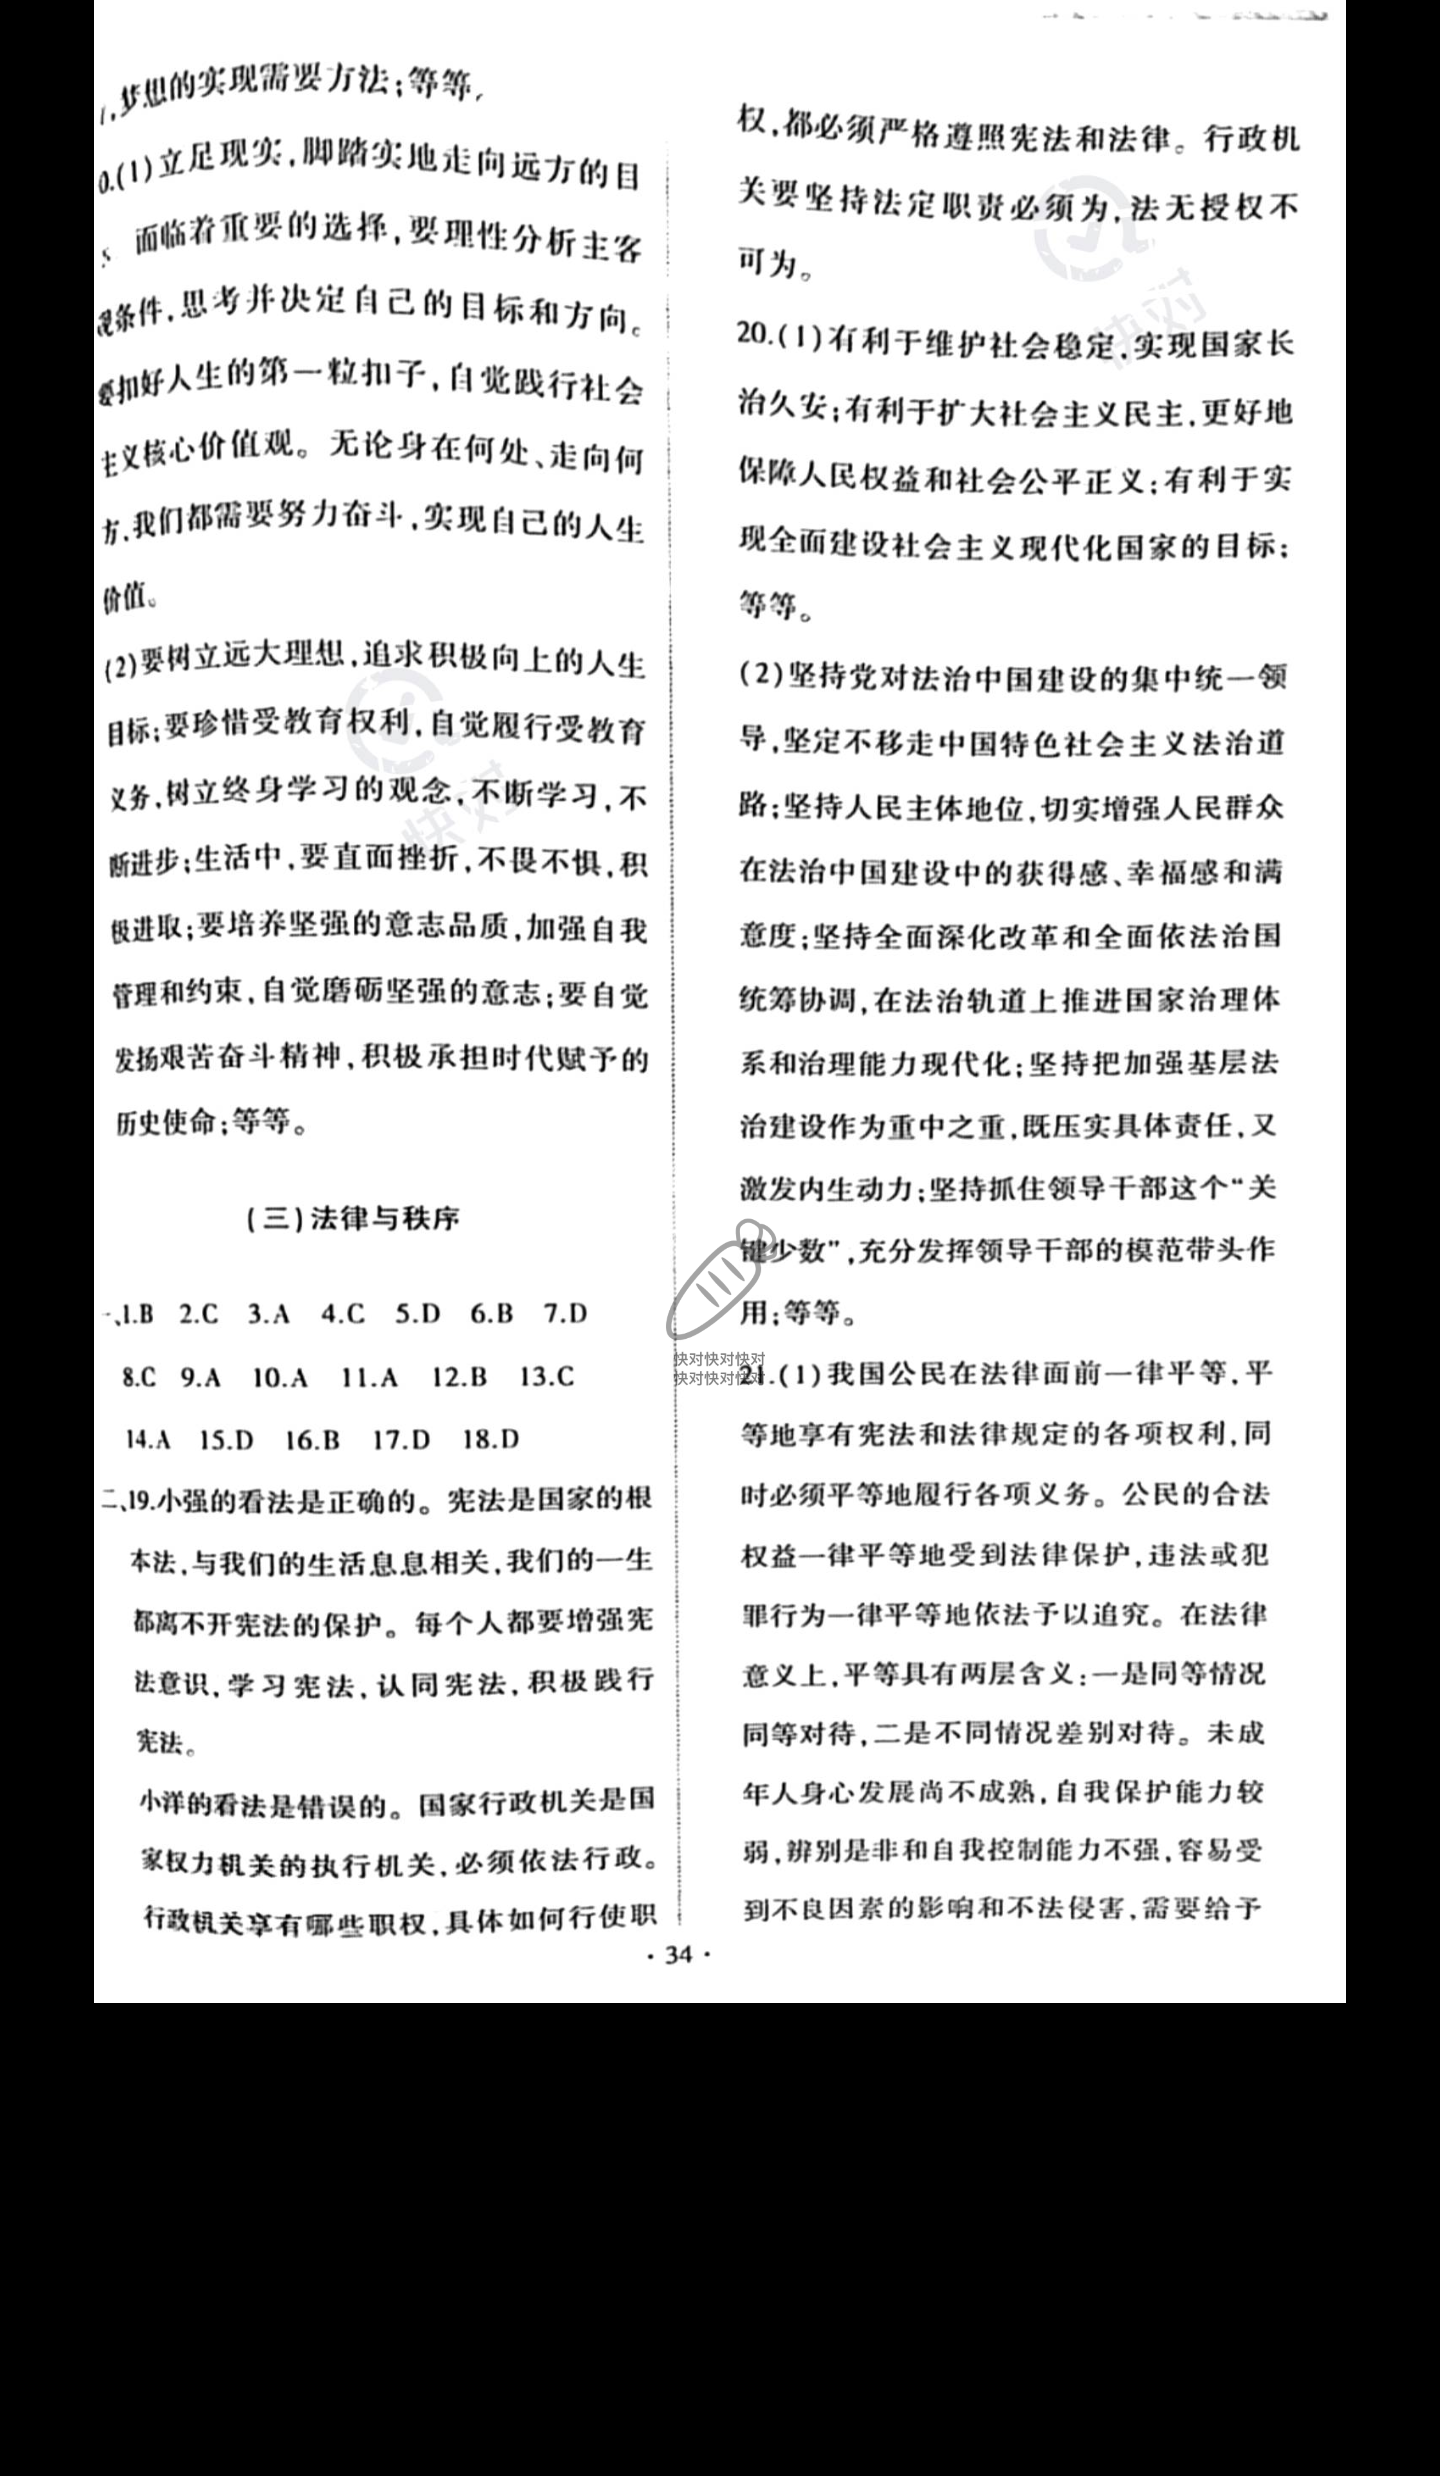 梦想的实现需要方法;等等
0.(1)立足现实,脚踏实地走向远方的目
面临着重要的选择,要理性分析主客
观条件,思考并决定自己的目标和方向。
要扣好人生的第一粒扣子,自觉践行社会
主义核心价值观。无论身在何处、走向何
方,我们都需要努力奋斗,实现自己的人生
价值。
(2)要树立远大理想,追求积极向上的人生
目标;要珍惜受教育权利,自觉履行受教育
义务,树立终身学习的观念,不断学习,不
断进步;生活中,要直面挫折,不畏不惧,积
极进取;要培养坚强的意志品质,加强自我
管理和约束,自觉磨砺坚强的意志;要自觉
发扬艰苦奋斗精神,积极承担时代赋予的
历史使命;等等。
(三)法律与秩序
一、1.B 2.C 3.A 4.C 5.D 6.B 7.D
8.C 9.A 10.A 11.A 12.B 13.C
14.A 15.D 16.B 17.D 18.D
二、19.小强的看法是正确的。宪法是国家的根
本法,与我们的生活息息相关,我们的一生
都离不开宪法的保护。每个人都要增强宪
法意识,学习宪法,认同宪法,积极践行
宪法。
小洋的看法是错误的。国家行政机关是国
家权力机关的执行机关,必须依法行政。
行政机关享有哪些职权,具体如何行使职
权,都必须严格遵照宪法和法律。行政机
关要坚持法定职责必须为,法无授权不
可为。
20.(1)有利于维护社会稳定,实现国家长
治久安;有利于扩大社会主义民主,更好地
保障人民权益和社会公平正义;有利于实
现全面建设社会主义现代化国家的目标;
等等。
(2)坚持党对法治中国建设的集中统一领
导,坚定不移走中国特色社会主义法治道
路;坚持人民主体地位,切实增强人民群众
在法治中国建设中的获得感、幸福感和满
意度;坚持全面深化改革和全面依法治国
统筹协调,在法治轨道上推进国家治理体
系和治理能力现代化;坚持把加强基层法
治建设作为重中之重,既压实具体责任,又
激发内生动力;坚持抓住领导干部这个“关
键少数”,充分发挥领导干部的模范带头作
用;等等。
21.(1)我国公民在法律面前一律平等,平
等地享有宪法和法律规定的各项权利,同
时必须平等地履行各项义务。公民的合法
权益一律平等地受到法律保护,违法或犯
罪行为一律平等地依法予以追究。在法律
意义上,平等具有两层含义:一是同等情况
同等对待,二是不同情况差别对待。未成
年人身心发展尚不成熟,自我保护能力较
弱,辨别是非和自我控制能力不强,容易受
到不良因素的影响和不法侵害,需要给予
· 34 ·
快对
快对
快对快对快对
快对快对快对